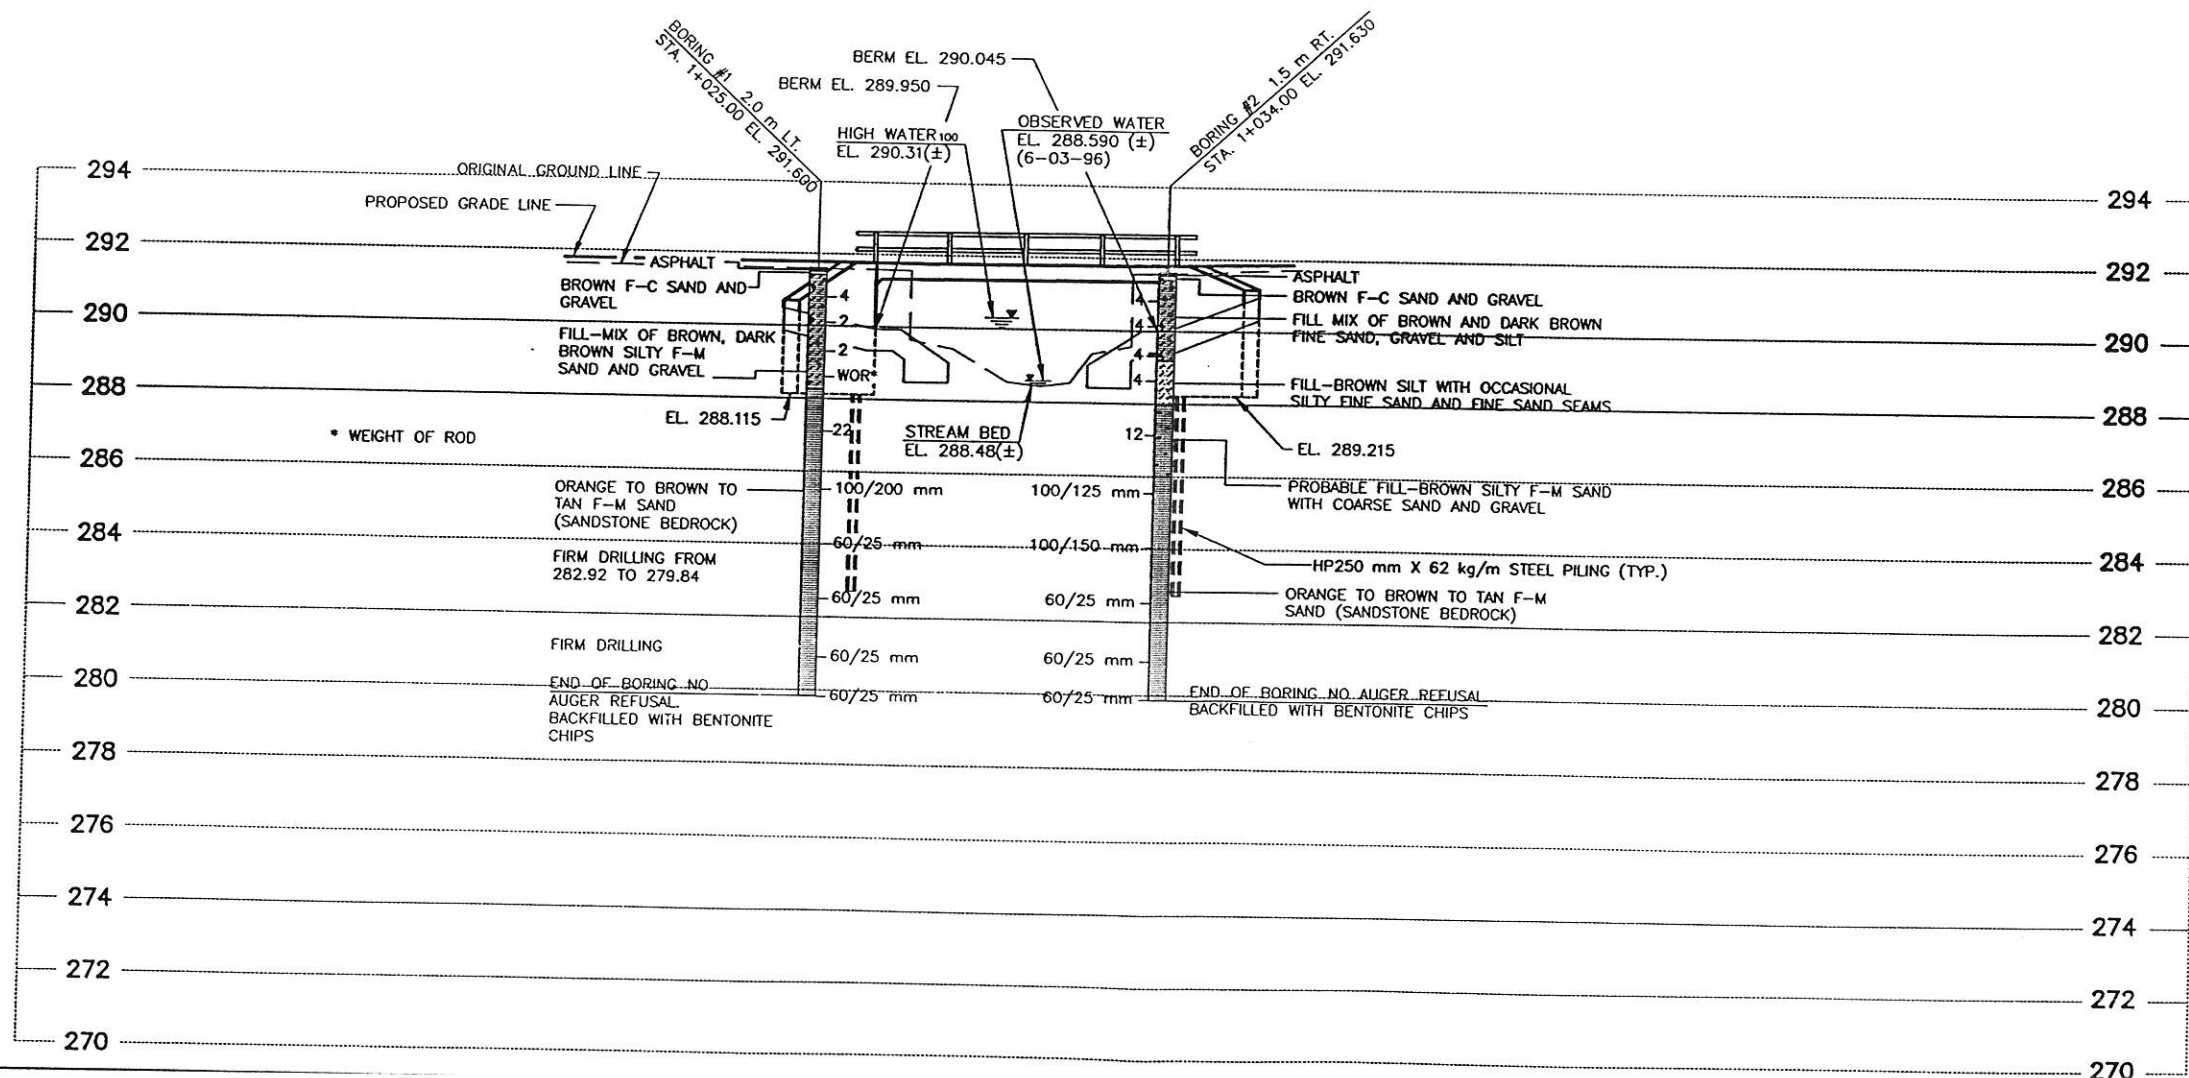 BORING #1 2.0 m LT.
STA. 1+025.00 EL. 291.600
BERM EL. 290.045
BERM EL. 289.950
HIGH WATER100
EL. 290.31(±)
OBSERVED WATER
EL. 288.590 (±)
(6-03-96)
BORING #2 1.5 m RT.
STA. 1+034.00 EL. 291.630
294
294
ORIGINAL GROUND LINE
PROPOSED GRADE LINE
292
292
ASPHALT
BROWN F-C SAND AND
GRAVEL
290
290
FILL-MIX OF BROWN, DARK
BROWN SILTY F-M
SAND AND GRAVEL
288
288
EL. 288.115
* WEIGHT OF ROD
286
286
ORANGE TO BROWN TO
TAN F-M SAND
(SANDSTONE BEDROCK)
284
284
FIRM DRILLING FROM
282.92 TO 279.84
282
282
FIRM DRILLING
280
280
END OF BORING NO
AUGER REFUSAL.
BACKFILLED WITH BENTONITE
CHIPS
4
2
2
WOR*
22
100/200 mm
60/25 mm
60/25 mm
60/25 mm
60/25 mm
STREAM BED
EL. 288.48(±)
4
4
4
4
12
100/125 mm
100/150 mm
60/25 mm
60/25 mm
60/25 mm
ASPHALT
BROWN F-C SAND AND GRAVEL
FILL MIX OF BROWN AND DARK BROWN
FINE SAND, GRAVEL AND SILT
FILL-BROWN SILT WITH OCCASIONAL
SILTY FINE SAND AND FINE SAND SEAMS
EL. 289.215
PROBABLE FILL-BROWN SILTY F-M SAND
WITH COARSE SAND AND GRAVEL
HP250 mm X 62 kg/m STEEL PILING (TYP.)
ORANGE TO BROWN TO TAN F-M
SAND (SANDSTONE BEDROCK)
END OF BORING NO AUGER REFUSAL
BACKFILLED WITH BENTONITE CHIPS
278
278
276
276
274
274
272
272
270
270